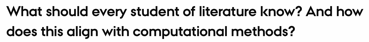 What should every student of literature know? And how
does this align with computational methods?